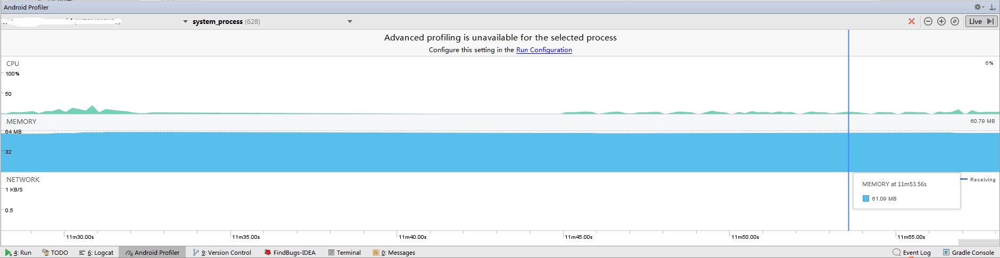 Android Profiler
system_process (628)
Live
Advanced profiling is unavailable for the selected process
Configure this setting in the Run Configuration
CPU
6%
100%
50
MEMORY
60.79 MB
64 MB
32
NETWORK
Receiving
1 KB/S
MEMORY at 11m53.56s
61.09 MB
0.5
11m30.00s 11m35.00s 11m40.00s 11m45.00s 11m50.00s 11m55.00s
4: Run TODO 6: Logcat Android Profiler 9: Version Control FindBugs-IDEA Terminal 0: Messages Event Log Gradle Console